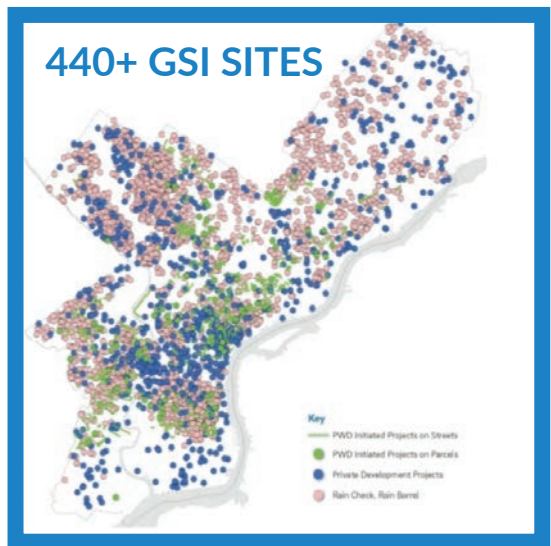 440+ GSI SITES
Key
PWD Initiated Projects on Streets
PWD Initiated Projects on Parcels
Private Development Projects
Rain Check, Rain Barrel